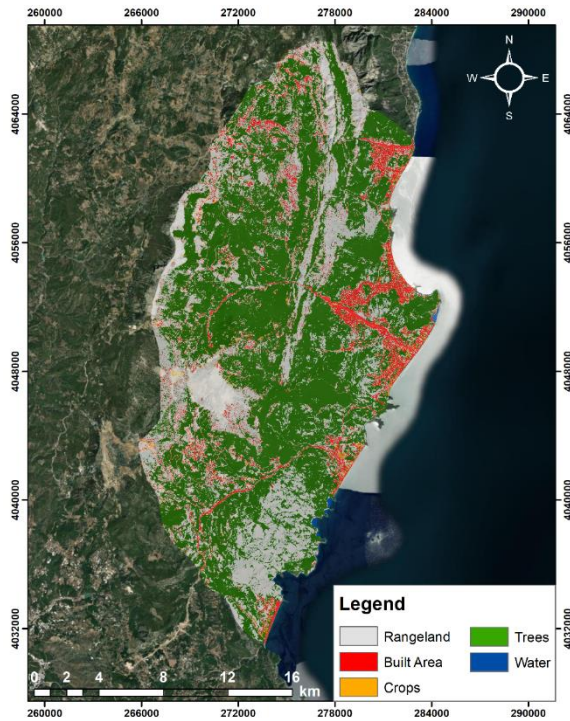 260000 266000 272000 278000 284000 290000
N
W E
S
4064000 4064000
4056000 4056000
4048000 4048000
4040000 4040000
4032000 4032000
Legend
Rangeland Trees
Built Area Water
Crops
0 2 4 8 12 16
km
260000 266000 272000 278000 284000 290000